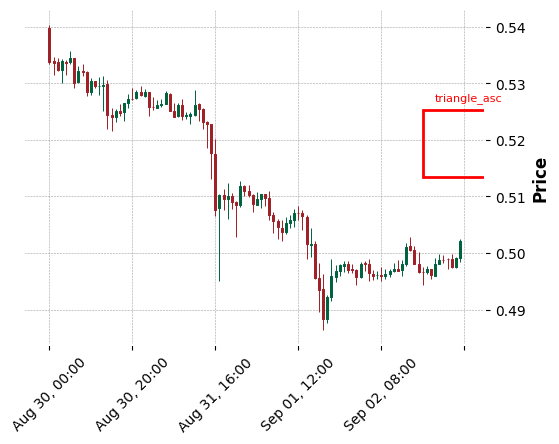 0.54
0.53
triangle_asc
0.52
0.51
0.50
0.49
Price
Aug 30, 00:00
Aug 30, 20:00
Aug 31, 16:00
Sep 01, 12:00
Sep 02, 08:00